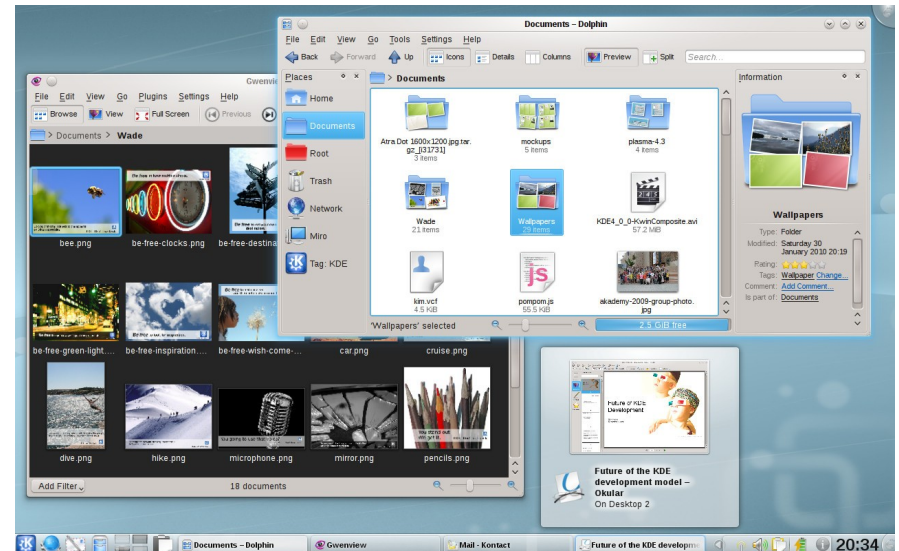 Documents – Dolphin
File Edit View Go Tools Settings Help
Back Forward Up Icons Details Columns Preview Split Search...
Places
Home
Documents
Root
Trash
Network
Miro
Tag: KDE
> Documents
Atra Dot 1600x1200.jpg.tar.
gz_[i31731]
3 items
mockups
5 items
plasma-4.3
4 items
Wade
21 items
Wallpapers
29 items
KDE4_0_0-KwinComposite.avi
57.2 MiB
kim.vcf
4.5 KiB
JS
pompom.js
55.5 KiB
akademy-2009-group-photo.
jpg
'Wallpapers' selected
2.5 GiB free
Information
Wallpapers
Type: Folder
Modified: Saturday 30
January 2010 20:19
Rating:
Tags: Wallpaper Change...
Comment: Add Comment...
Is part of: Documents
Gwenview
File Edit View Go Plugins Settings Help
Browse View Full Screen Previous
> Documents > Wade
bee.png
be-free-clocks.png
be-free-destina
be-free-green-light....
be-free-inspiration....
be-free-wish-come-...
car.png
cruise.png
dive.png
hike.png
microphone.png
mirror.png
pencils.png
Add Filter
18 documents
Future of KDE
Development
Future of the KDE
development model –
Okular
On Desktop 2
Documents – Dolphin
Gwenview
Mail - Kontact
Future of the KDE developm
20:34